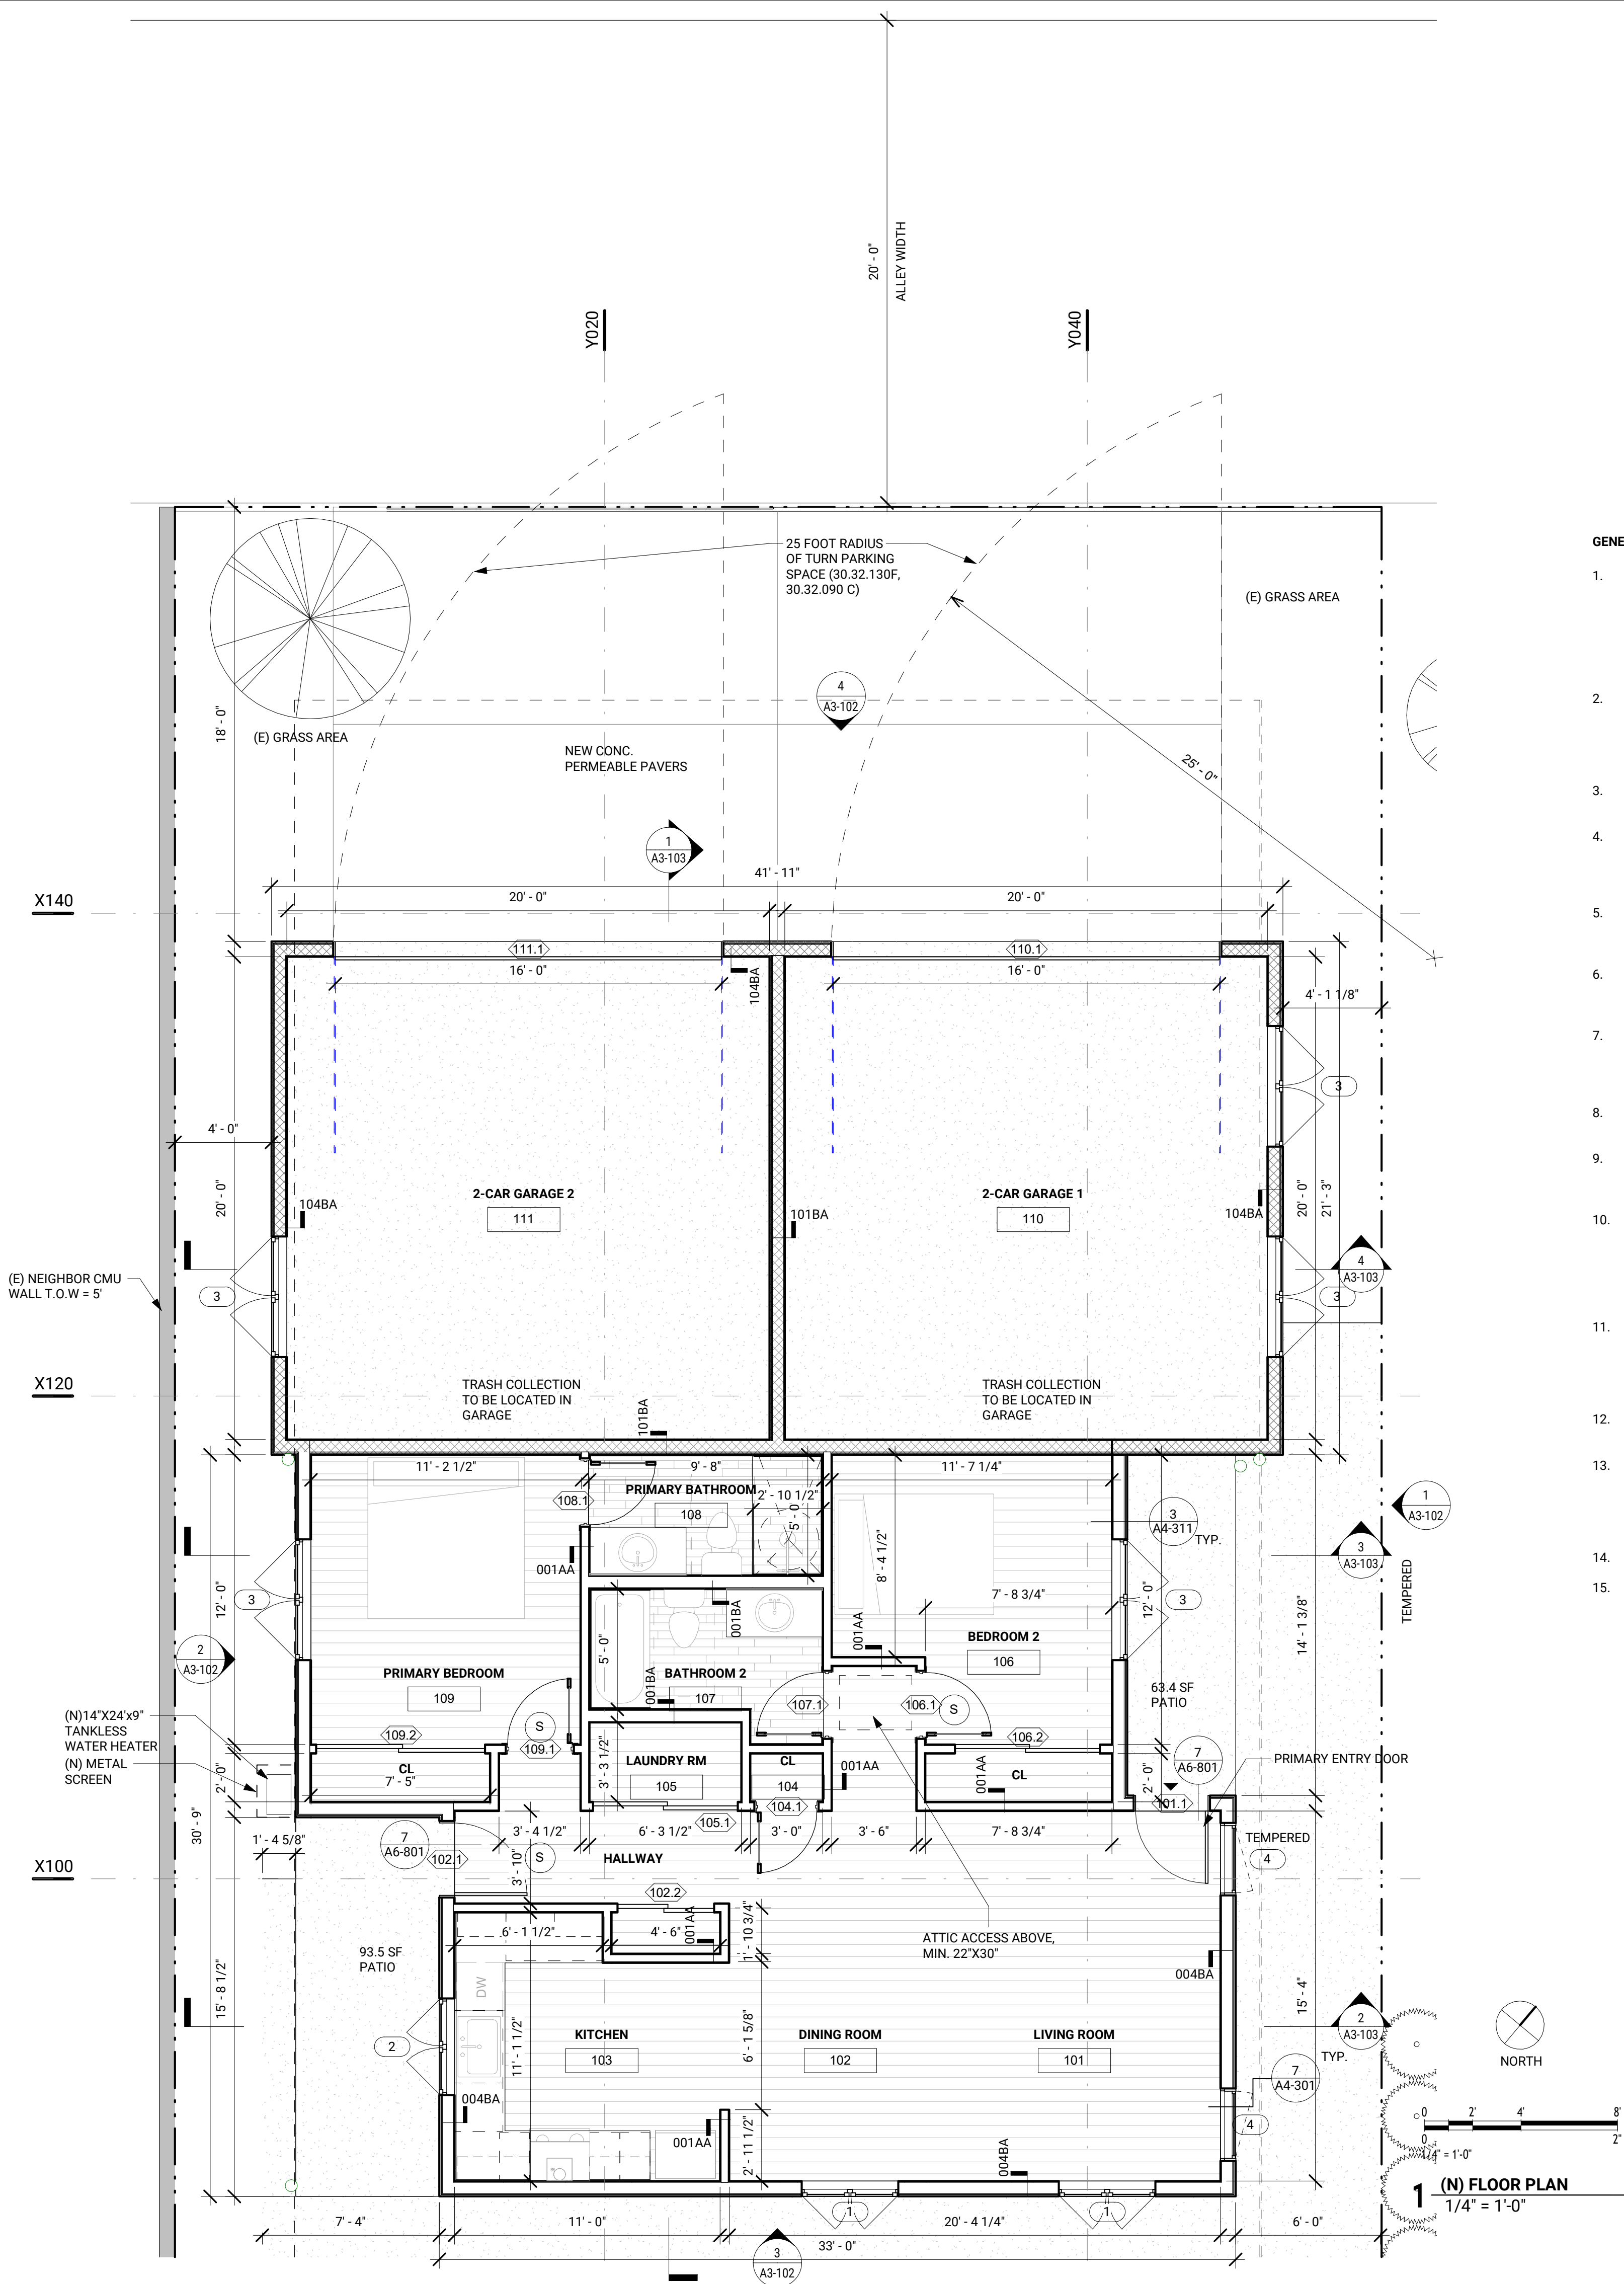 20' - 0"
ALLEY WIDTH
Y020
Y040
25 FOOT RADIUS
OF TURN PARKING
SPACE (30.32.130F,
30.32.090 C)
(E) GRASS AREA
GENE
1.
2.
3.
4.
5.
6.
7.
8.
9.
10.
11.
12.
13.
14.
15.
18' - 0"
(E) GRASS AREA
4
A3-102
NEW CONC.
PERMEABLE PAVERS
25' - 0"
1
A3-103
41' - 11"
X140
20' - 0"
20' - 0"
111.1
110.1
16' - 0"
16' - 0"
104BA
4' - 1 1/8"
3
4' - 0"
20' - 0"
104BA
2-CAR GARAGE 2
111
101BA
2-CAR GARAGE 1
110
104BA
20' - 0"
21' - 3"
4
A3-103
(E) NEIGHBOR CMU
WALL T.O.W = 5'
3
3
X120
TRASH COLLECTION
TO BE LOCATED IN
GARAGE
101BA
TRASH COLLECTION
TO BE LOCATED IN
GARAGE
11' - 2 1/2"
9' - 8"
11' - 7 1/4"
108.1
PRIMARY BATHROOM
108
2' - 10 1/2"
5' - 0"
3
A4-311
TYP.
1
A3-102
3
A3-103
TEMPERED
001AA
8' - 4 1/2"
7' - 8 3/4"
12' - 0"
3
12' - 0"
3
14' - 1 3/8"
001BA
001AA
BEDROOM 2
106
2
A3-102
5' - 0"
PRIMARY BEDROOM
109
BATHROOM 2
107
001BA
107.1
106.1
S
63.4 SF
PATIO
(N)14"X24'x9"
TANKLESS
WATER HEATER
(N) METAL
SCREEN
109.2
S
109.1
106.2
CL
7' - 5"
2' - 0"
3' - 3 1/2"
LAUNDRY RM
105
CL
104
104.1
001AA
001AA
CL
2' - 0"
7
A6-801
PRIMARY ENTRY DOOR
101.1
30' - 9"
1' - 4 5/8"
7
A6-801
102.1
3' - 4 1/2"
6' - 3 1/2"
105.1
3' - 0"
3' - 6"
7' - 8 3/4"
TEMPERED
4
X100
3' - 10"
S
HALLWAY
102.2
93.5 SF
PATIO
6' - 1 1/2"
4' - 6"
001AA
1' - 10 3/4"
ATTIC ACCESS ABOVE,
MIN. 22"X30"
004BA
15' - 8 1/2"
DW
2
11' - 1 1/2"
KITCHEN
103
6' - 1 5/8"
DINING ROOM
102
LIVING ROOM
101
15' - 4"
2
A3-103
TYP.
7
A4-301
NORTH
004BA
001AA
2' - 11 1/2"
004BA
4
0
2'
4'
8'
0
2"
1/4" = 1'-0"
1
(N) FLOOR PLAN
1/4" = 1'-0"
1
1
7' - 4"
11' - 0"
20' - 4 1/4"
6' - 0"
33' - 0"
3
A3-102